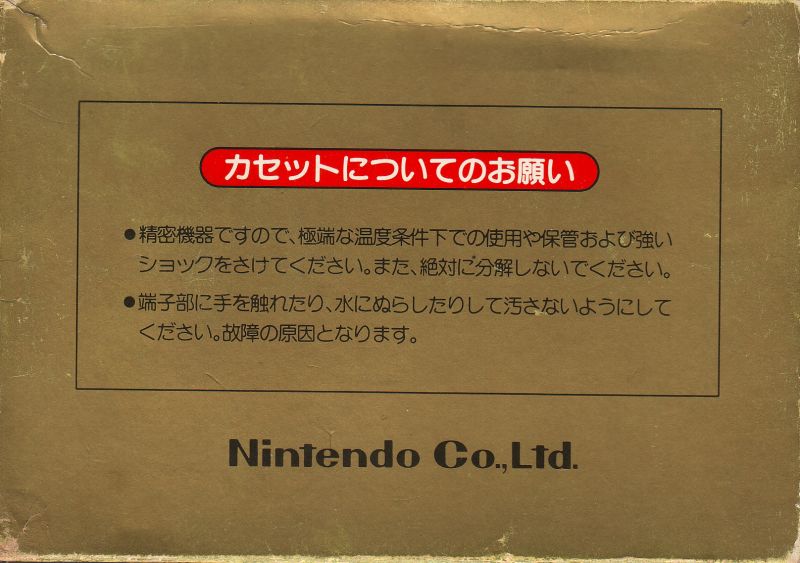 カセットについてのお願い
●精密機器ですので、極端な温度条件下での使用や保管および強い
ショックをさけてください。また、絶対に分解しないでください。
●端子部に手を触れたり、水にぬらしたりして汚さないようにして
ください。故障の原因となります。
Nintendo Co.,Ltd.